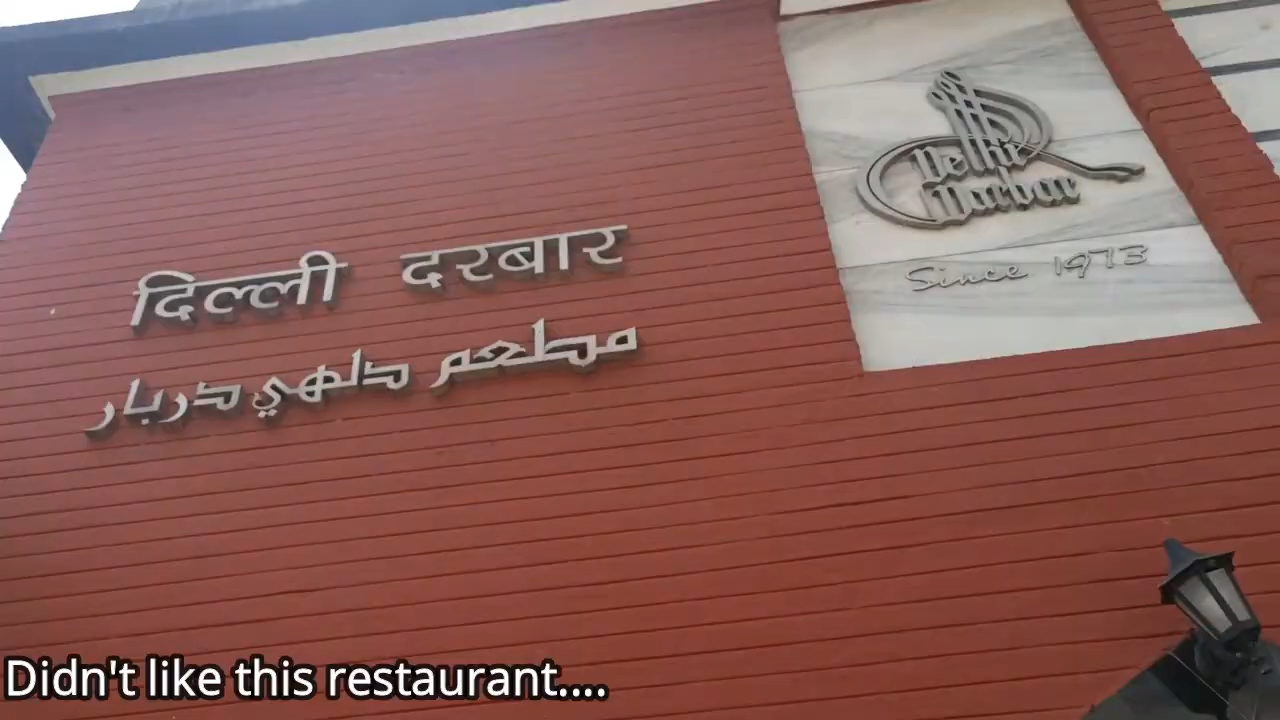 दिल्ली दरबार
مطعم دلهي دربار
Delhi
Darbar
Since 1973
Didn't like this restaurant....